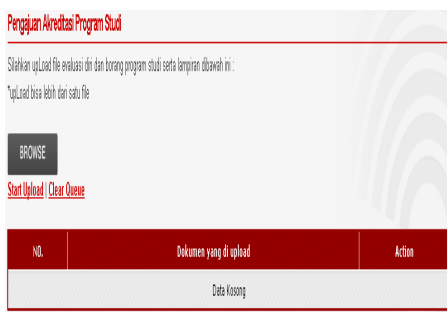 Pengajuan Akreditasi Program Studi
Silahkan upLoad file evaluasi diri dan borang program studi serta lampiran dibawah ini :
*upLoad bisa lebih dari satu file
BROWSE
Start Upload | Clear Queue
NO. Dokumen yang di upload Action
Data Kosong